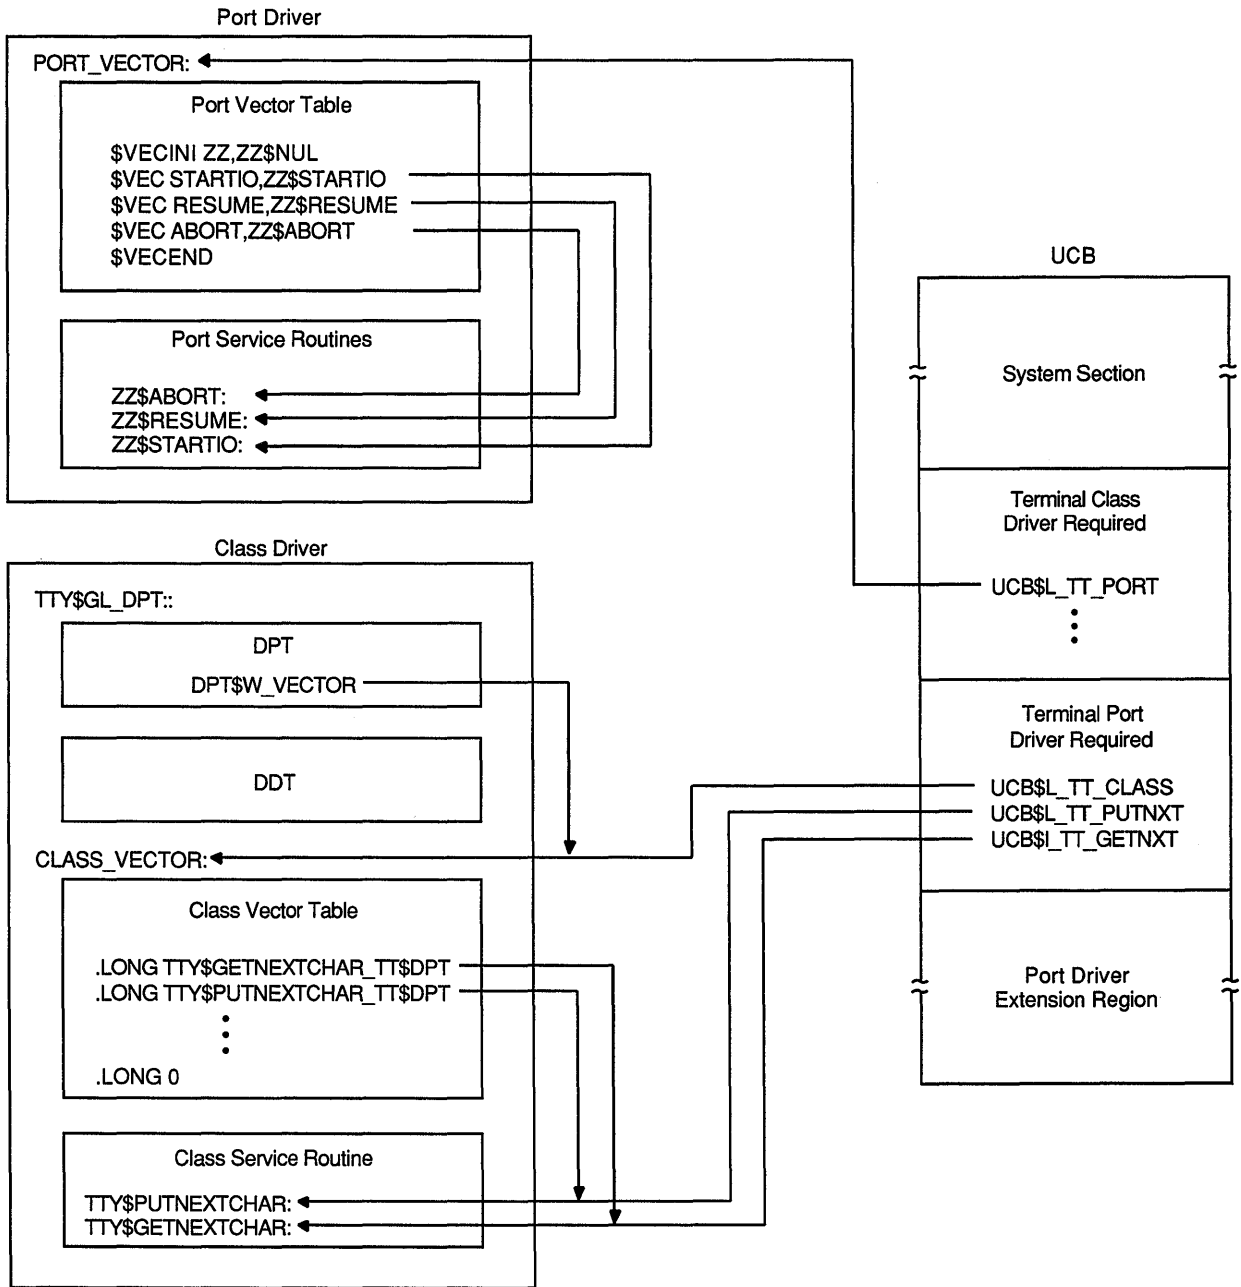 Port Driver
PORT_VECTOR:
Port Vector Table
$VECINI ZZ,ZZ$NUL
$VEC STARTIO,ZZ$STARTIO
$VEC RESUME,ZZ$RESUME
$VEC ABORT,ZZ$ABORT
$VECEND
Port Service Routines
ZZ$ABORT:
ZZ$RESUME:
ZZ$STARTIO:
Class Driver
TTY$GL_DPT::
DPT
DPT$W_VECTOR
DDT
CLASS_VECTOR:
Class Vector Table
.LONG TTY$GETNEXTCHAR_TT$DPT
.LONG TTY$PUTNEXTCHAR_TT$DPT
.LONG 0
Class Service Routine
TTY$PUTNEXTCHAR:
TTY$GETNEXTCHAR:
UCB
System Section
Terminal Class
Driver Required
UCB$L_TT_PORT
Terminal Port
Driver Required
UCB$L_TT_CLASS
UCB$L_TT_PUTNXT
UCB$l_TT_GETNXT
Port Driver
Extension Region